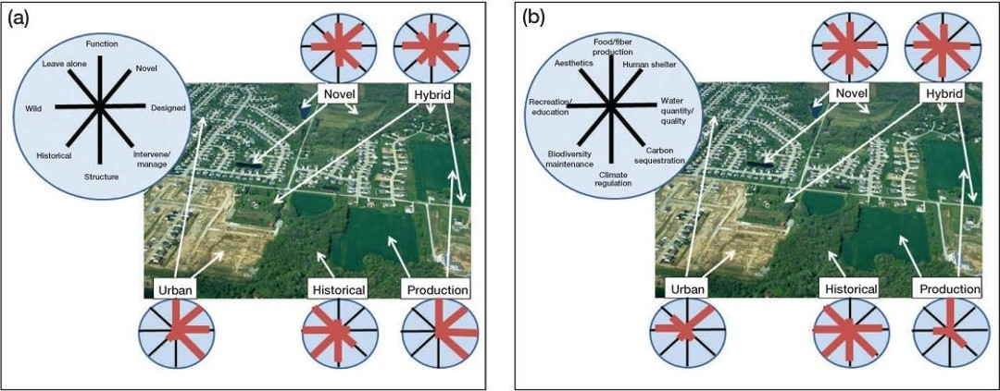 (a)
Function
Leave alone
Novel
Wild
Designed
Historical
Intervene/
manage
Structure
Novel
Hybrid
Urban
Historical
Production
(b)
Food/fiber
production
Aesthetics
Human shelter
Recreation/
education
Water
quantity/
quality
Biodiversity
maintenance
Carbon
sequestration
Climate
regulation
Novel
Hybrid
Urban
Historical
Production